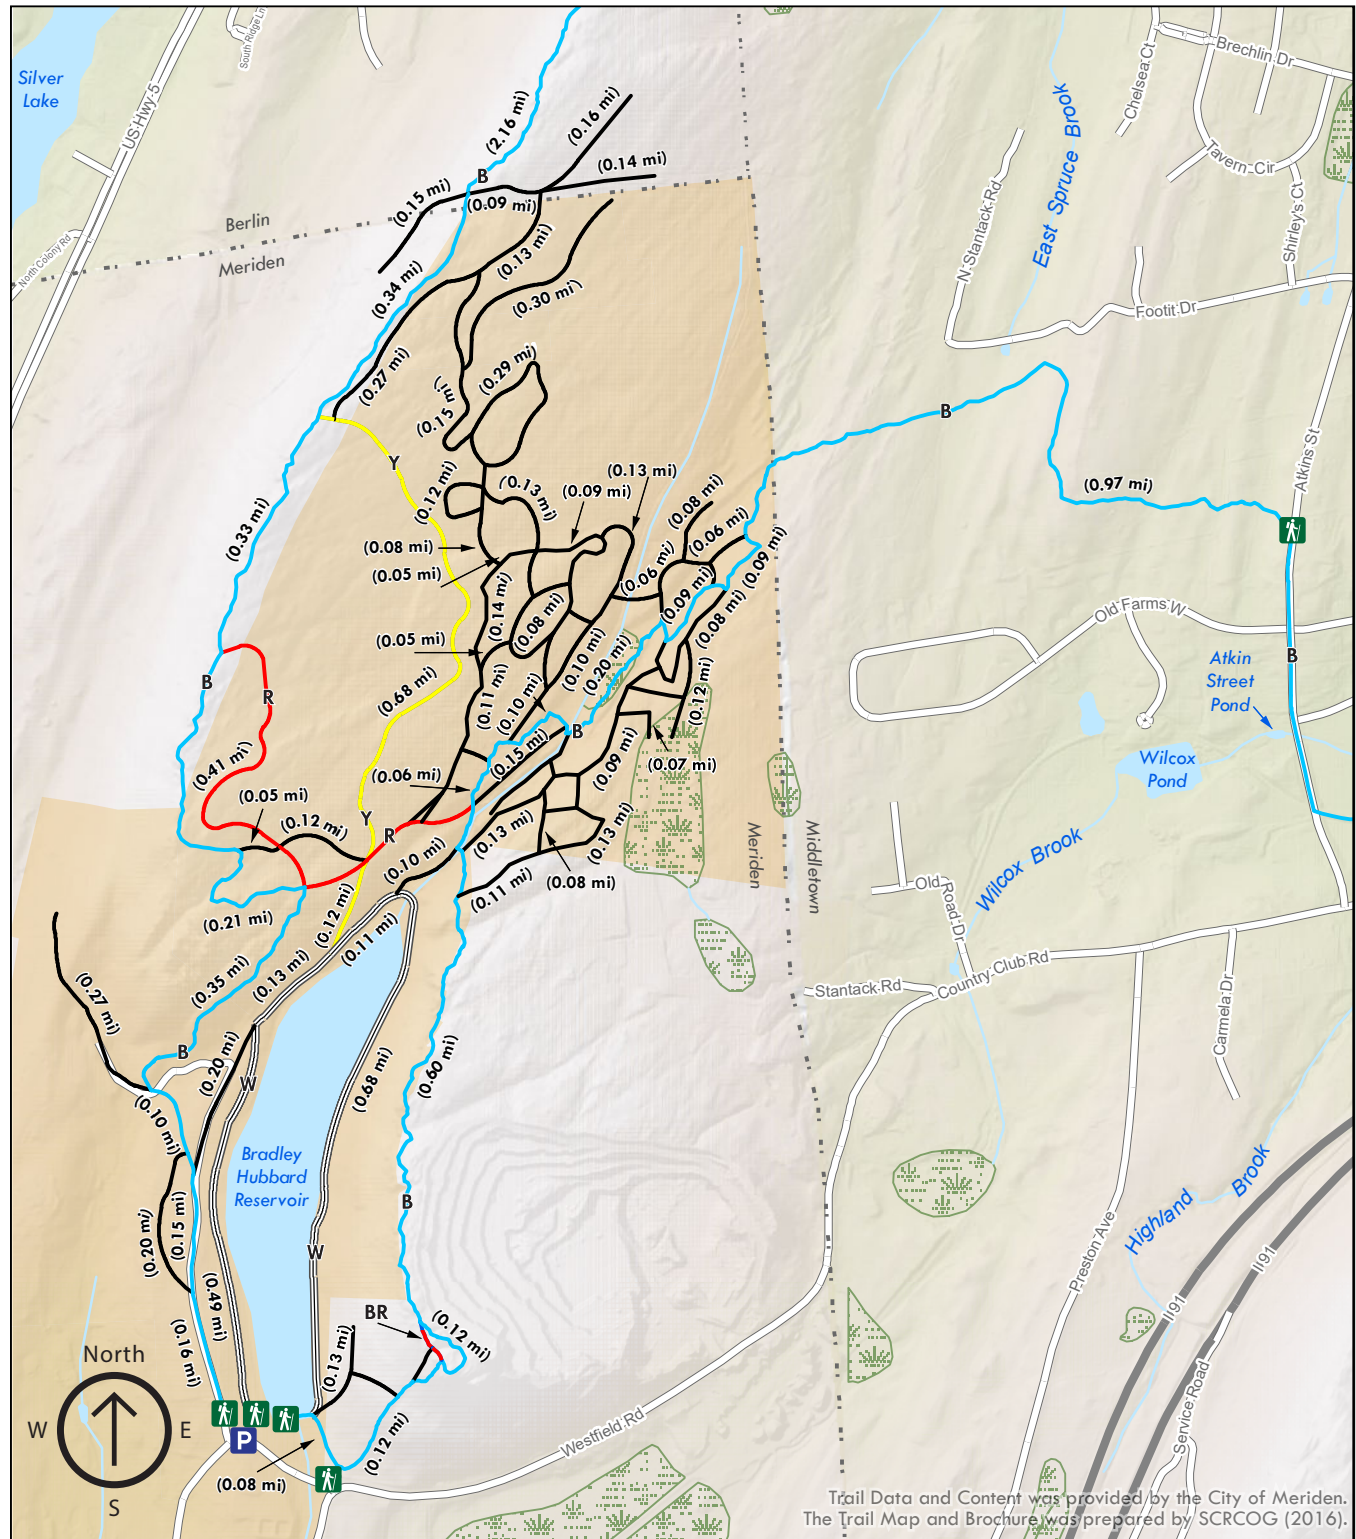 South Ridge Ln
Brechlin Dr
Chelsea Ct
Silver
Lake
US Hwy 5
(2.16 mi)
(0.16 mi)
East Spruce Brook
Tavern Cir
B
(0.14 mi)
(0.15 mi)
(0.09 mi)
N Stantack Rd
Shirley's Ct
Berlin
Meriden
North Colony Rd
(0.13 mi)
(0.34 mi)
(0.30 mi)
Footit Dr
(0.27 mi)
(0.29 mi)
(0.15 mi)
B
Atkins St
Y
(0.12 mi)
(0.13 mi)
(0.13 mi)
(0.09 mi)
(0.08 mi)
(0.97 mi)
(0.33 mi)
(0.06 mi)
(0.08 mi)
(0.05 mi)
(0.09 mi)
(0.06 mi)
(0.09 mi)
(0.14 mi)
(0.08 mi)
(0.08 mi)
Old Farms W
(0.05 mi)
(0.10 mi)
(0.20 mi)
B
Atkin
Street
Pond
B
R
(0.68 mi)
(0.11 mi)
(0.10 mi)
(0.12 mi)
B
(0.15 mi)
(0.09 mi)
(0.07 mi)
Wilcox
Pond
(0.41 mi)
(0.06 mi)
(0.05 mi)
(0.12 mi)
Y
R
(0.13 mi)
(0.13 mi)
Meriden
Middletown
(0.10 mi)
(0.08 mi)
(0.11 mi)
Wilcox Brook
Old Road Dr
(0.21 mi)
(0.12 mi)
(0.11 mi)
(0.35 mi)
(0.13 mi)
(0.27 mi)
Stantack Rd
Country Club Rd
Carmela Dr
B
(0.20 mi)
W
(0.68 mi)
(0.60 mi)
(0.10 mi)
Bradley
Hubbard
Reservoir
B
(0.20 mi)
(0.15 mi)
W
Highland Brook
Preston Ave
(0.49 mi)
I191
I191
BR
(0.12 mi)
(0.16 mi)
(0.13 mi)
North
W
E
S
P
(0.12 mi)
(0.08 mi)
Westfield Rd
Service Road
Trail Data and Content was provided by the City of Meriden.
The Trail Map and Brochure was prepared by SCRCOG (2016).